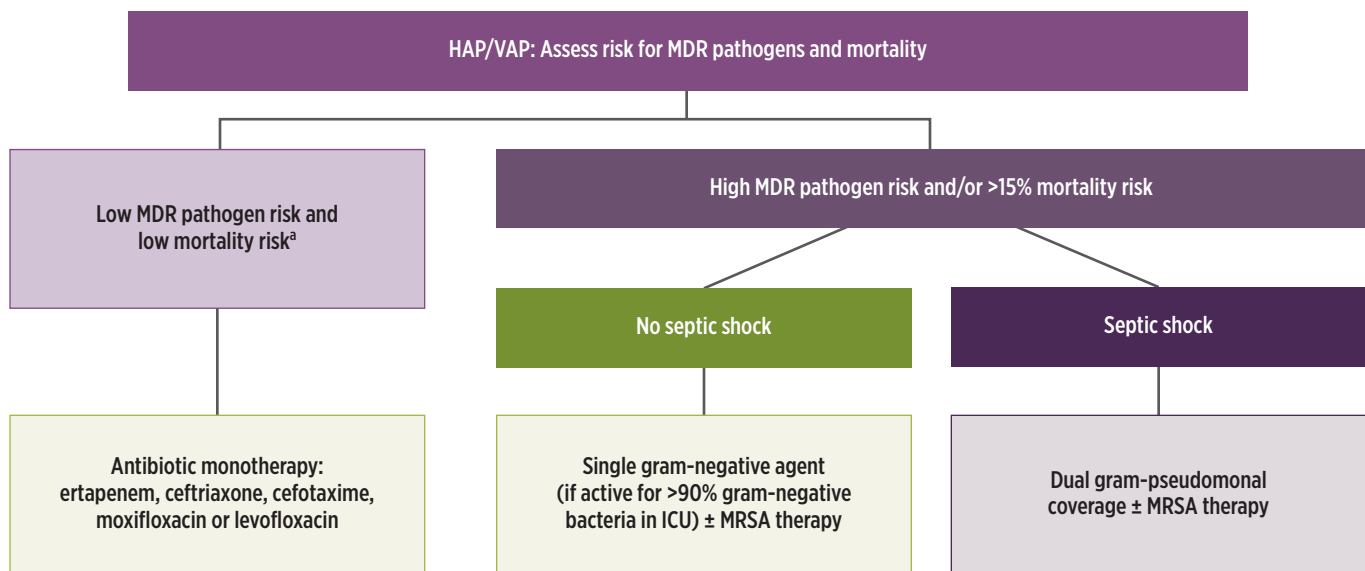 HAP/VAP: Assess risk for MDR pathogens and mortality
Low MDR pathogen risk and
low mortality riskᵃ
High MDR pathogen risk and/or >15% mortality risk
No septic shock
Septic shock
Antibiotic monotherapy:
ertapenem, ceftriaxone, cefotaxime,
moxifloxacin or levofloxacin
Single gram-negative agent
(if active for >90% gram-negative
bacteria in ICU) ± MRSA therapy
Dual gram-pseudomonal
coverage ± MRSA therapy